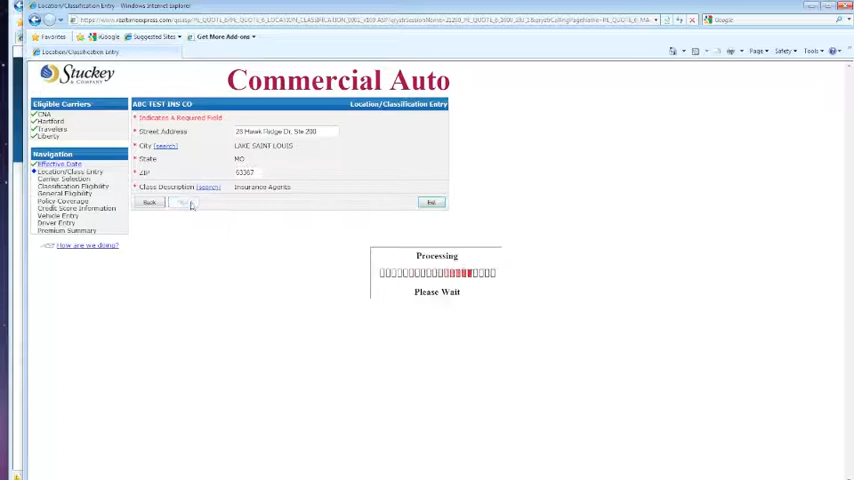 Location/Classification Entry - Windows Internet Explorer
Google
Favorites
iGoogle
Suggested Sites
Get More Add-ons
Location/Classification Entry
Page
Safety
Tools
Stuckey
& COMPANY
Commercial Auto
Eligible Carriers
CNA
Hartford
Travelers
Liberty
Navigation
Effective Date
Location/Class Entry
Carrier Selection
Classification Eligibility
General Eligibility
Policy Coverage
Credit Score Information
Vehicle Entry
Driver Entry
Premium Summary
How are we doing?
ABC TEST INS CO
Location/Classification Entry
* Indicates A Required Field
* Street Address 28 Hawk Ridge Dr. Ste 200
* City [search] LAKE SAINT LOUIS
* State MO
* ZIP 63367
* Class Description [search] Insurance Agents
Back
Exit
Processing
Please Wait